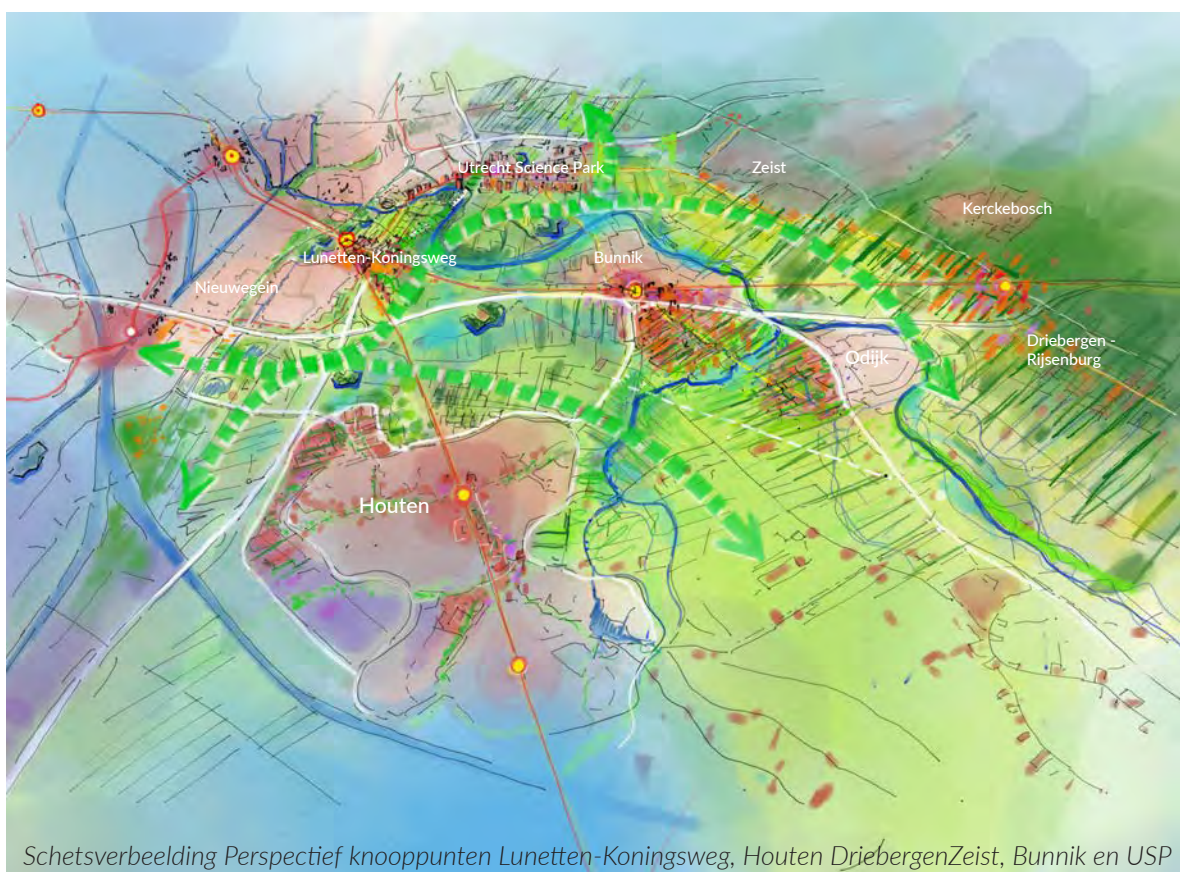 Utrecht Science Park
Zeist
Kerckebosch
Lunetten-Koningsweg
Bunnik
Nieuwegein
Driebergen -
Rijsenburg
Odijk
Houten
Schetsverbeelding Perspectief knooppunten Lunetten-Koningsweg, Houten DriebergenZeist, Bunnik en USP